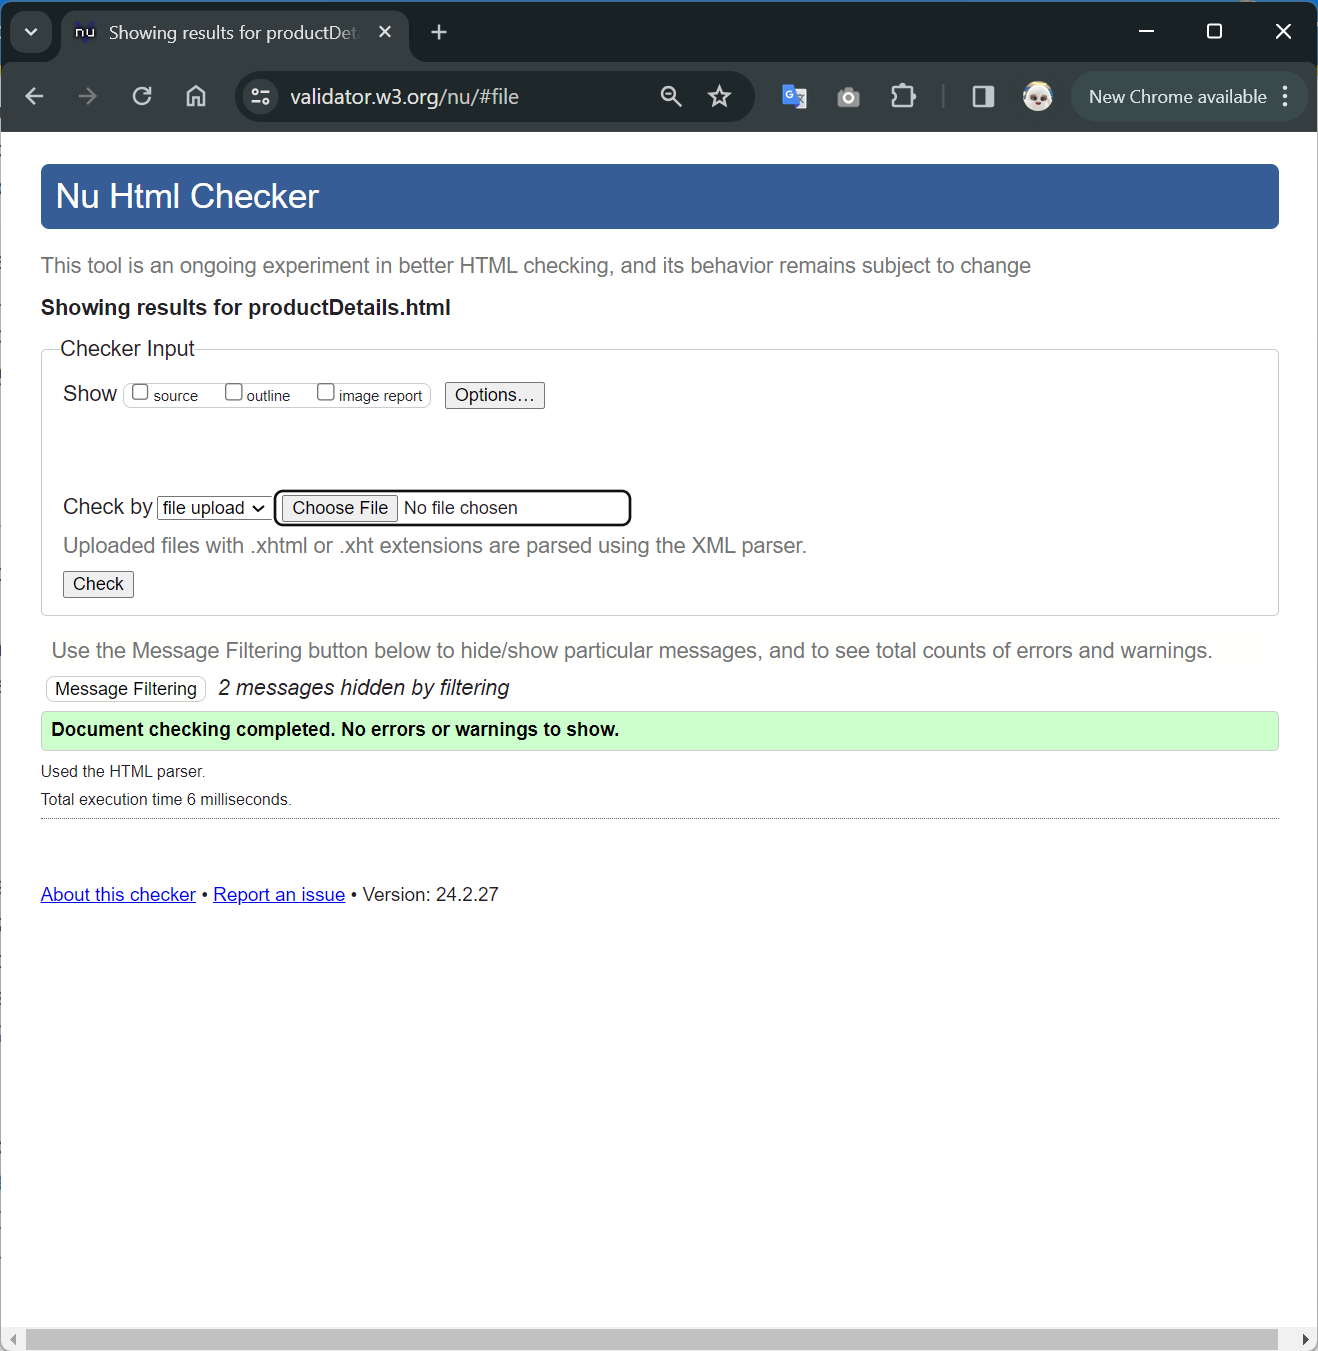 nu Showing results for productDet
validator.w3.org/nu/#file
New Chrome available
Nu Html Checker
This tool is an ongoing experiment in better HTML checking, and its behavior remains subject to change
Showing results for productDetails.html
Checker Input
Show source outline image report Options...
Check by file upload Choose File No file chosen
Uploaded files with .xhtml or .xht extensions are parsed using the XML parser.
Check
Use the Message Filtering button below to hide/show particular messages, and to see total counts of errors and warnings.
Message Filtering 2 messages hidden by filtering
Document checking completed. No errors or warnings to show.
Used the HTML parser.
Total execution time 6 milliseconds.
About this checker • Report an issue • Version: 24.2.27